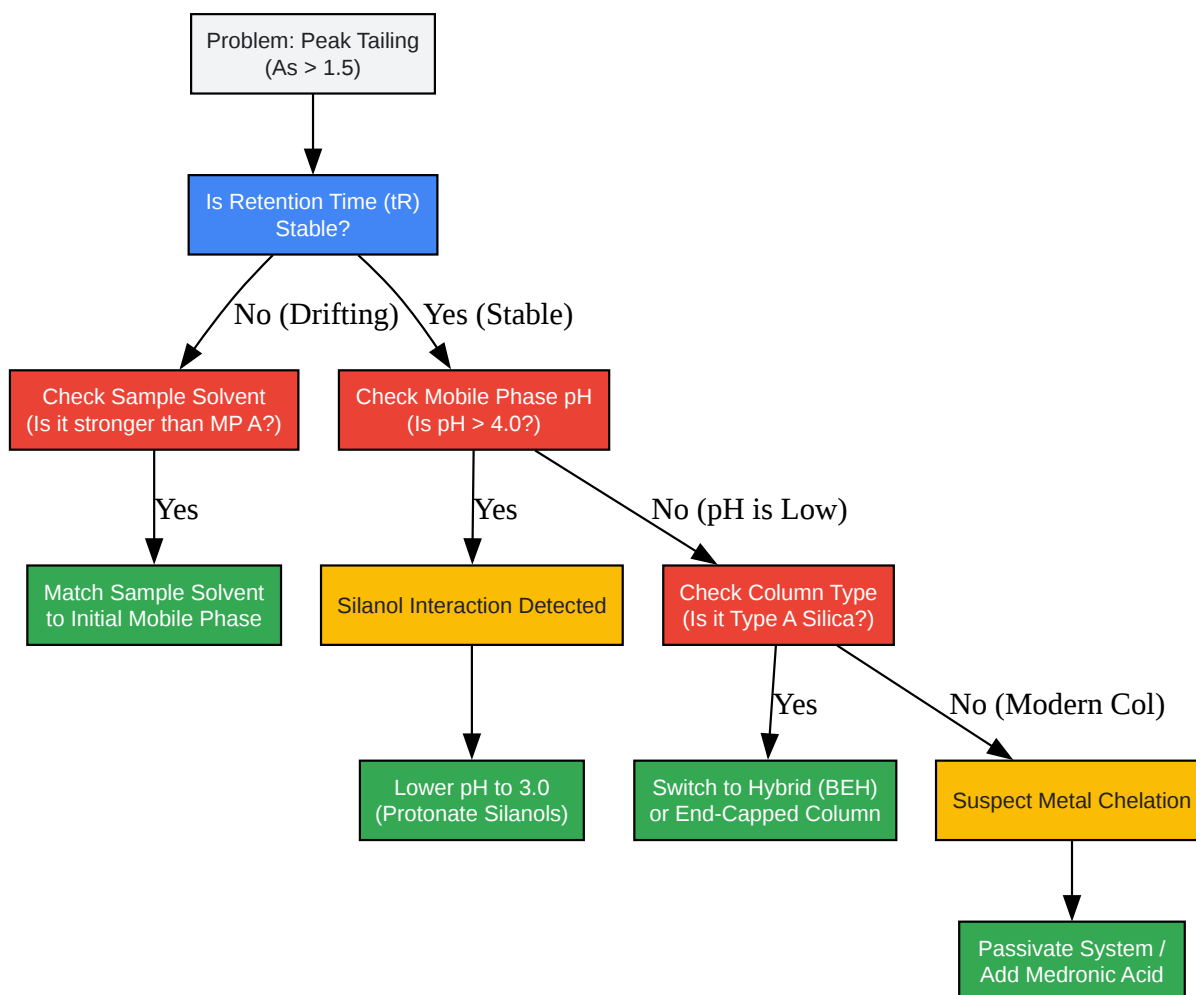 Problem: Peak Tailing
(As > 1.5)
Is Retention Time (tR)
Stable?
No (Drifting)
Yes (Stable)
Check Sample Solvent
(Is it stronger than MP A?)
Check Mobile Phase pH
(Is pH > 4.0?)
Yes
Yes
No (pH is Low)
Match Sample Solvent
to Initial Mobile Phase
Silanol Interaction Detected
Check Column Type
(Is it Type A Silica?)
Yes
No (Modern Col)
Lower pH to 3.0
(Protonate Silanols)
Switch to Hybrid (BEH)
or End-Capped Column
Suspect Metal Chelation
Passivate System /
Add Medronic Acid